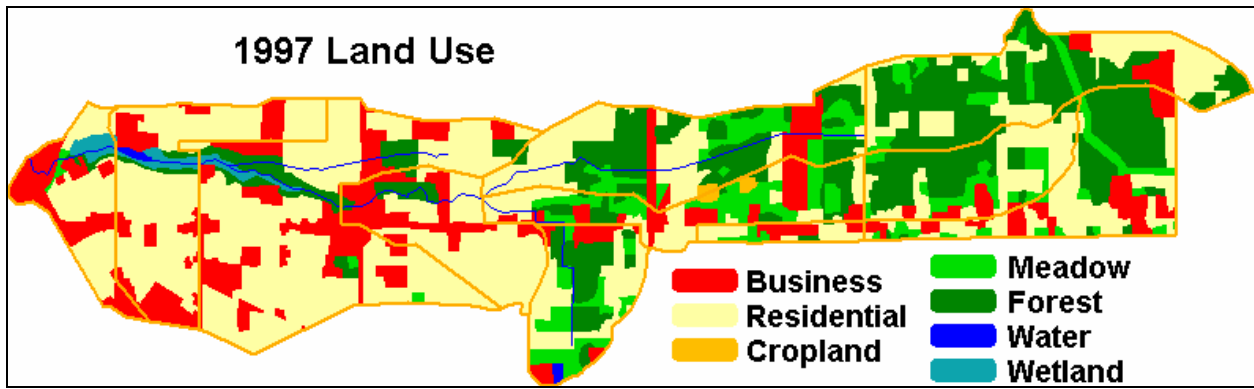 1997 Land Use
Business
Residential
Cropland
Meadow
Forest
Water
Wetland